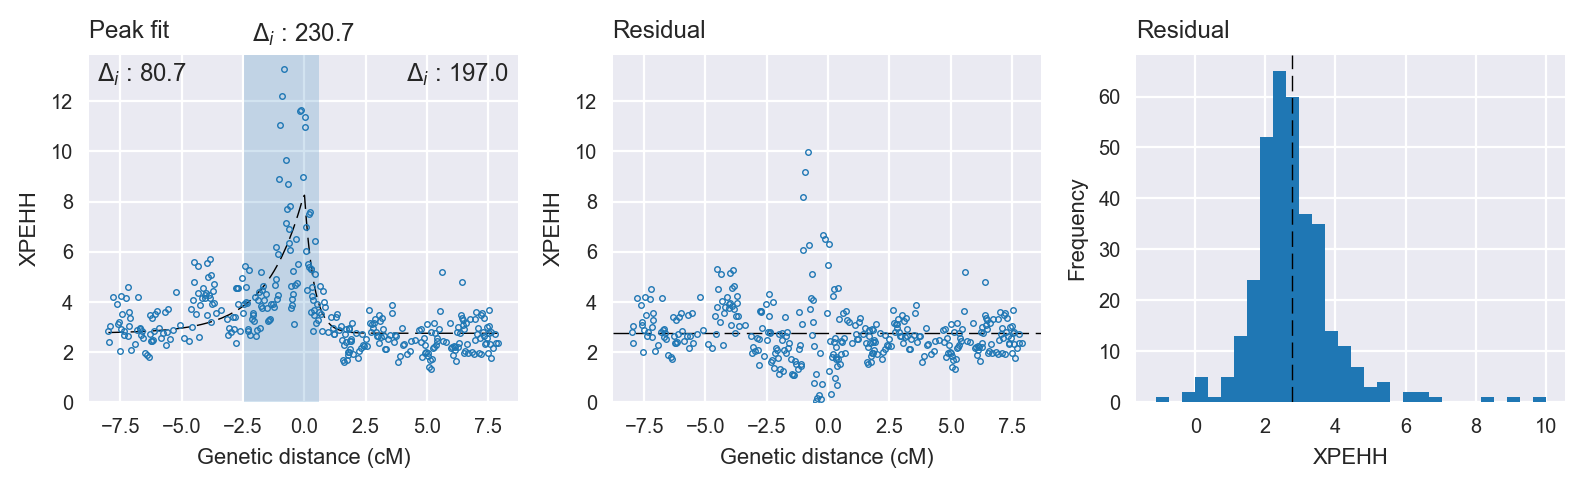 Peak fit
Δi : 230.7
Δi : 80.7
Δi : 197.0
XPEHH
12
10
8
6
4
2
0
−7.5 −5.0 −2.5 0.0 2.5 5.0 7.5
Genetic distance (cM)
Residual
XPEHH
12
10
8
6
4
2
0
−7.5 −5.0 −2.5 0.0 2.5 5.0 7.5
Genetic distance (cM)
Residual
Frequency
60
50
40
30
20
10
0
0 2 4 6 8 10
XPEHH